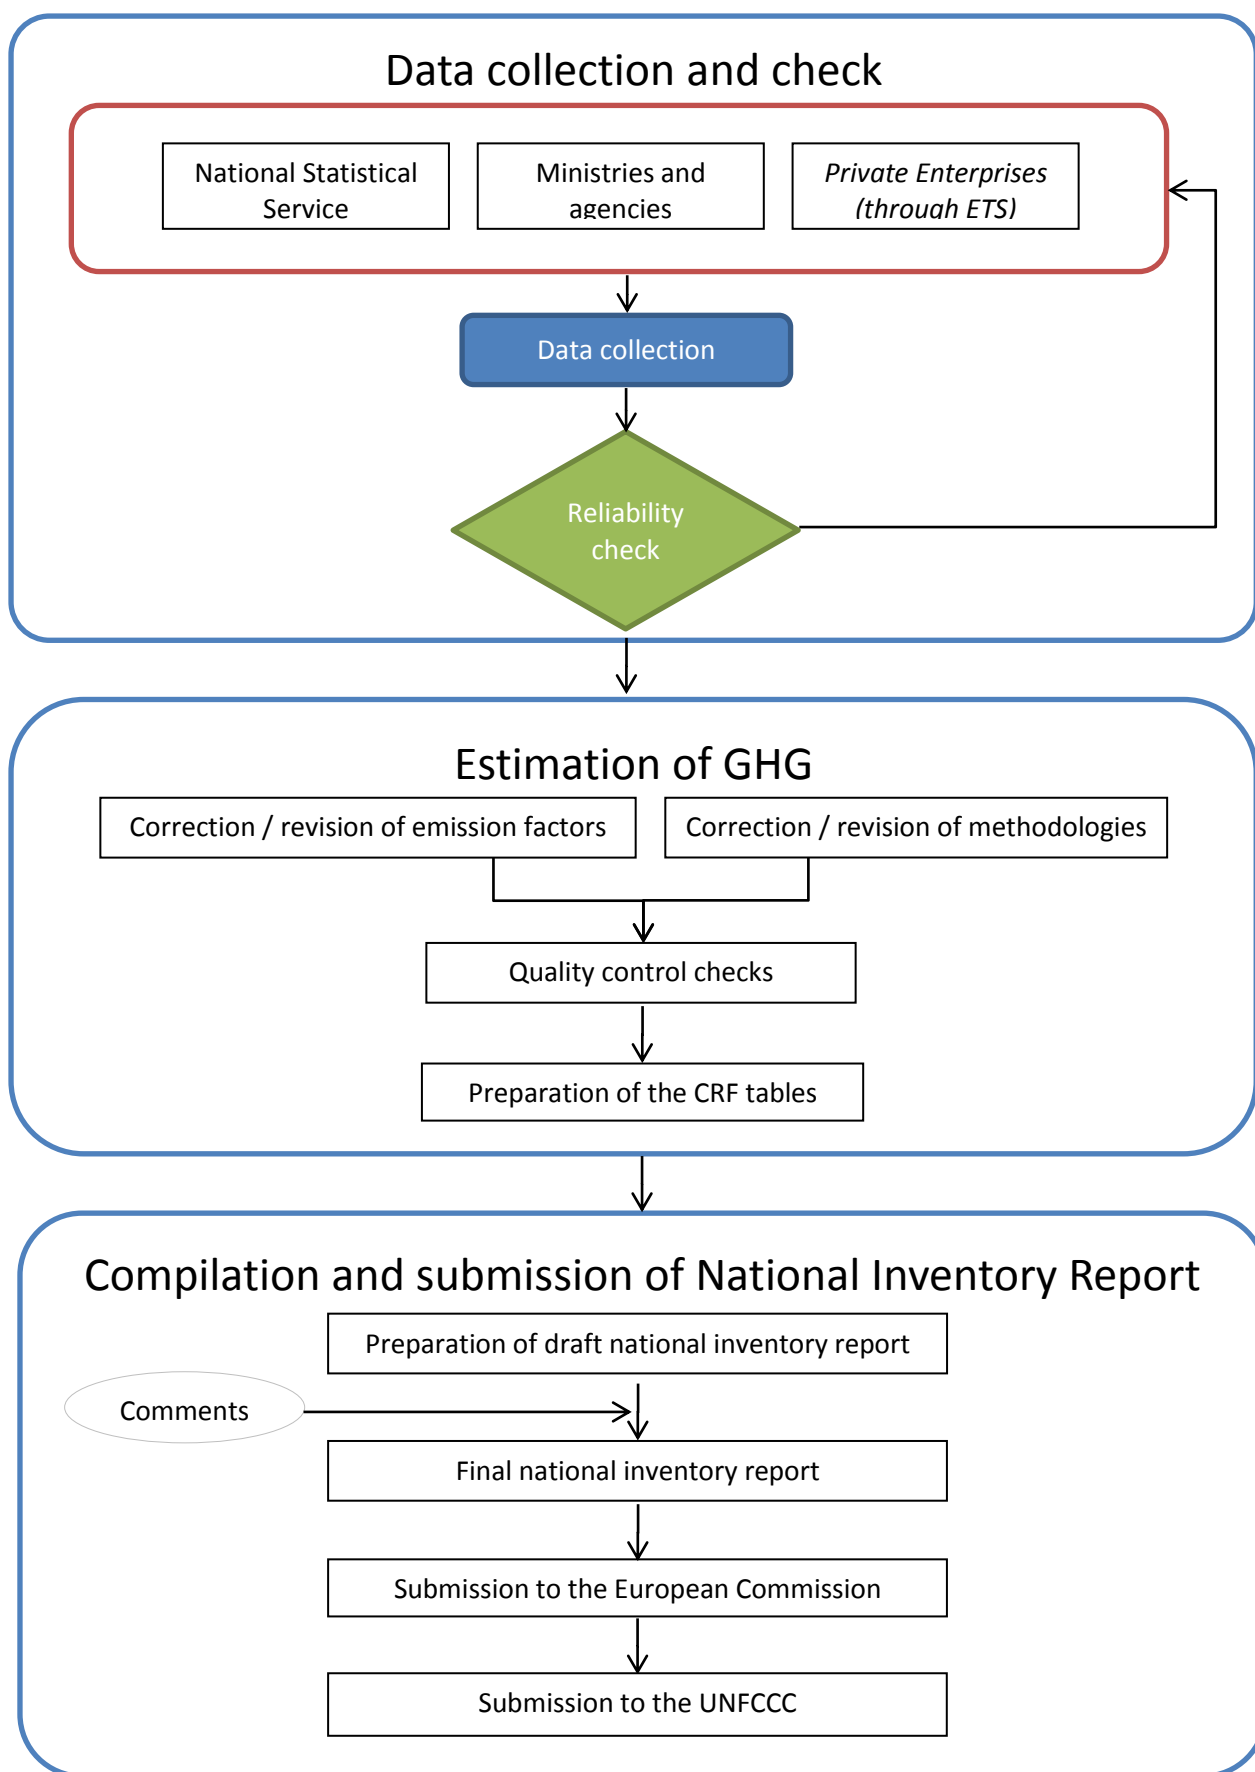 Data collection and check
National Statistical
Service
Ministries and
agencies
Private Enterprises
(through ETS)
Data collection
Reliability
check
Estimation of GHG
Correction / revision of emission factors
Correction / revision of methodologies
Quality control checks
Preparation of the CRF tables
Compilation and submission of National Inventory Report
Preparation of draft national inventory report
Comments
Final national inventory report
Submission to the European Commission
Submission to the UNFCCC